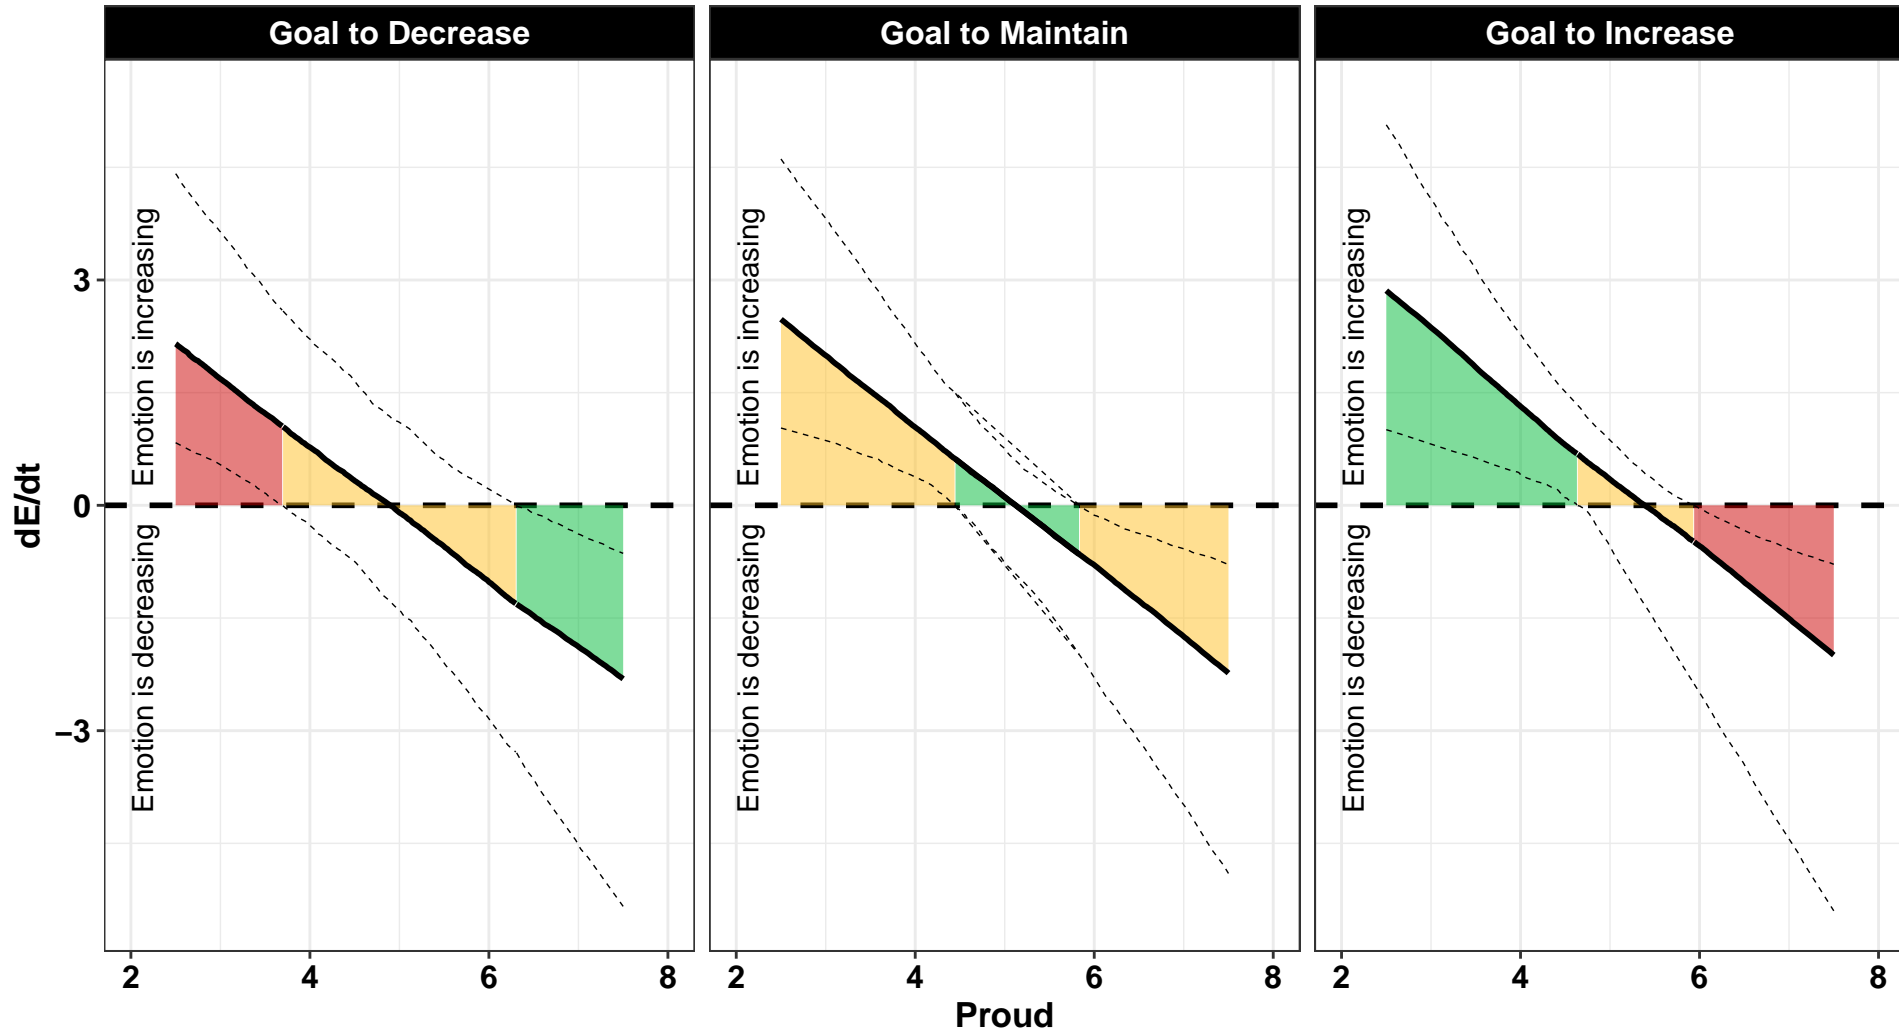 Goal to Decrease
Goal to Maintain
Goal to Increase
dE/dt
3
0
−3
Emotion is increasing
Emotion is decreasing
Emotion is increasing
Emotion is decreasing
Emotion is increasing
Emotion is decreasing
2 4 6 8
2 4 6 8
2 4 6 8
Proud